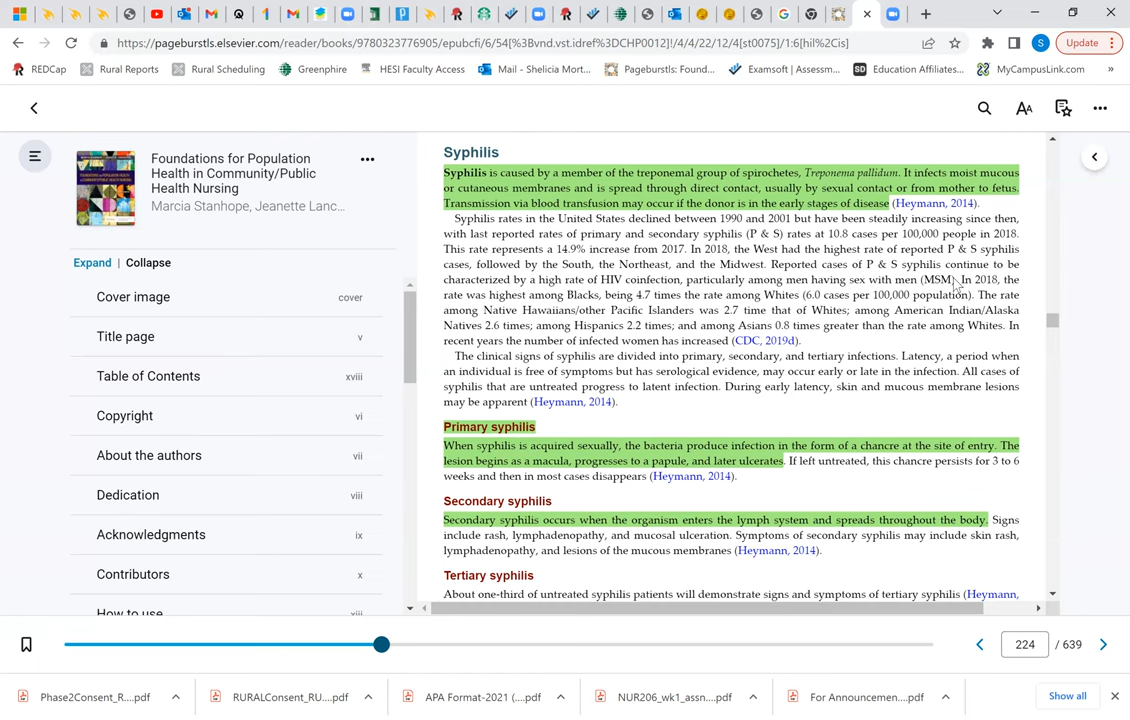 Update
https://pageburstls.elsevier.com/reader/books/9780323776905/epubcfi/6/54[%3Bvnd.vst.idref%3DCHP0012]!/4/4/22/12/4[st0075]/1:6[hil%2Cis]
REDCap
Rural Reports
Rural Scheduling
Greenphire
HESI Faculty Access
Mail - Shelicia Mort...
Pageburstls: Found...
Examsoft | Assessm...
Education Affiliates...
MyCampusLink.com
Foundations for Population
Health in Community/Public
Health Nursing
Marcia Stanhope, Jeanette Lanc...
Expand | Collapse
Cover image cover
Title page v
Table of Contents xviii
Copyright vi
About the authors vii
Dedication viii
Acknowledgments ix
Contributors x
How to use xiii
Syphilis
Syphilis is caused by a member of the treponemal group of spirochetes, Treponema pallidum. It infects moist mucous
or cutaneous membranes and is spread through direct contact, usually by sexual contact or from mother to fetus.
Transmission via blood transfusion may occur if the donor is in the early stages of disease (Heymann, 2014).
Syphilis rates in the United States declined between 1990 and 2001 but have been steadily increasing since then,
with last reported rates of primary and secondary syphilis (P & S) rates at 10.8 cases per 100,000 people in 2018.
This rate represents a 14.9% increase from 2017. In 2018, the West had the highest rate of reported P & S syphilis
cases, followed by the South, the Northeast, and the Midwest. Reported cases of P & S syphilis continue to be
characterized by a high rate of HIV coinfection, particularly among men having sex with men (MSM). In 2018, the
rate was highest among Blacks, being 4.7 times the rate among Whites (6.0 cases per 100,000 population). The rate
among Native Hawaiians/other Pacific Islanders was 2.7 time that of Whites; among American Indian/Alaska
Natives 2.6 times; among Hispanics 2.2 times; and among Asians 0.8 times greater than the rate among Whites. In
recent years the number of infected women has increased (CDC, 2019d).
The clinical signs of syphilis are divided into primary, secondary, and tertiary infections. Latency, a period when
an individual is free of symptoms but has serological evidence, may occur early or late in the infection. All cases of
syphilis that are untreated progress to latent infection. During early latency, skin and mucous membrane lesions
may be apparent (Heymann, 2014).
Primary syphilis
When syphilis is acquired sexually, the bacteria produce infection in the form of a chancre at the site of entry. The
lesion begins as a macula, progresses to a papule, and later ulcerates. If left untreated, this chancre persists for 3 to 6
weeks and then in most cases disappears (Heymann, 2014).
Secondary syphilis
Secondary syphilis occurs when the organism enters the lymph system and spreads throughout the body. Signs
include rash, lymphadenopathy, and mucosal ulceration. Symptoms of secondary syphilis may include skin rash,
lymphadenopathy, and lesions of the mucous membranes (Heymann, 2014).
Tertiary syphilis
About one-third of untreated syphilis patients will demonstrate signs and symptoms of tertiary syphilis (Heymann,
224 / 639
Phase2Consent_R....pdf
RURALConsent_RU....pdf
APA Format-2021 (....pdf
NUR206_wk1_assn....pdf
For Announcemen....pdf
Show all